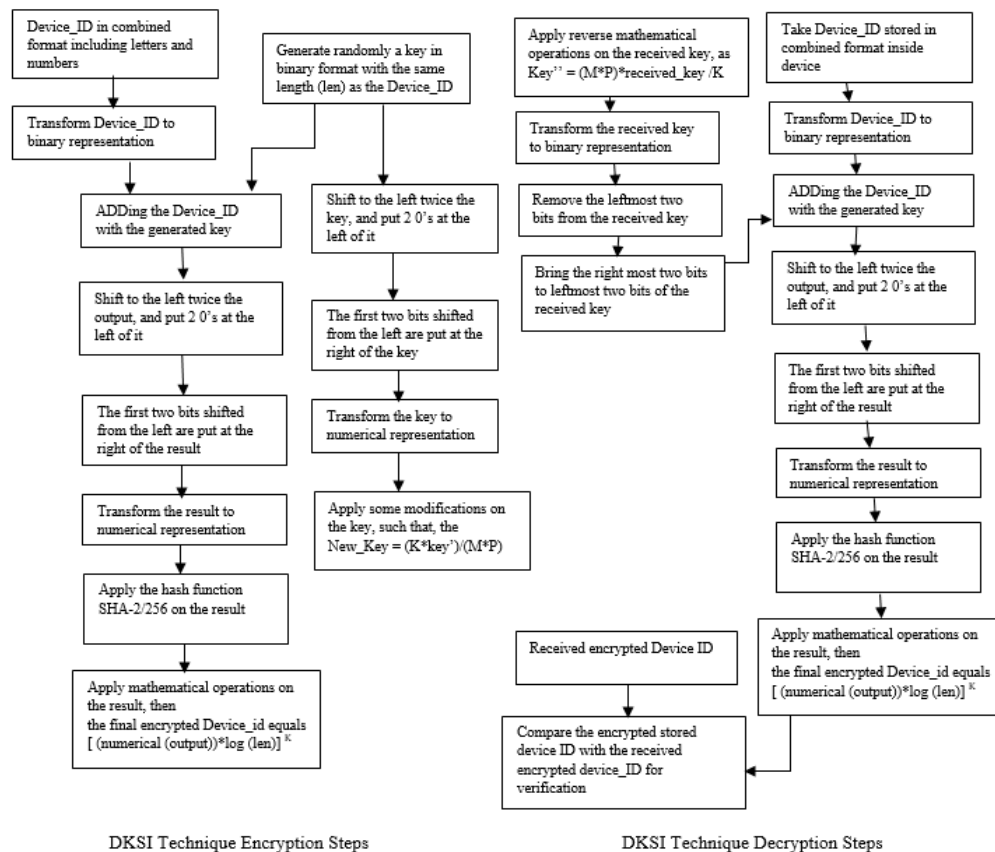 Device_ID in combined
format including letters and
numbers
Transform Device_ID to
binary representation
Generate randomly a key in
binary format with the same
length (len) as the Device_ID
ADDing the Device_ID
with the generated key
Shift to the left twice the
output, and put 2 0's at the
left of it
The first two bits shifted
from the left are put at the
right of the result
Transform the result to
numerical representation
Apply the hash function
SHA-2/256 on the result
Apply mathematical operations on
the result, then
the final encrypted Device_id equals
[ (numerical (output))*log (len)] K
Shift to the left twice the
key, and put 2 0's at the
left of it
The first two bits shifted
from the left are put at the
right of the key
Transform the key to
numerical representation
Apply some modifications on
the key, such that, the
New_Key = (K*key')/(M*P)
DKSI Technique Encryption Steps
Apply reverse mathematical
operations on the received key, as
Key'' = (M*P)*received_key /K
Transform the received key
to binary representation
Remove the leftmost two
bits from the received key
Bring the right most two bits
to leftmost two bits of the
received key
Take Device_ID stored in
combined format inside
device
Transform Device_ID to
binary representation
ADDing the Device_ID
with the generated key
Shift to the left twice the
output, and put 2 0's at the
left of it
The first two bits shifted
from the left are put at the
right of the result
Transform the result to
numerical representation
Apply the hash function
SHA-2/256 on the result
Apply mathematical operations on
the result, then
the final encrypted Device_id equals
[ (numerical (output))*log (len)] K
Received encrypted Device ID
Compare the encrypted stored
device ID with the received
encrypted device_ID for
verification
DKSI Technique Decryption Steps